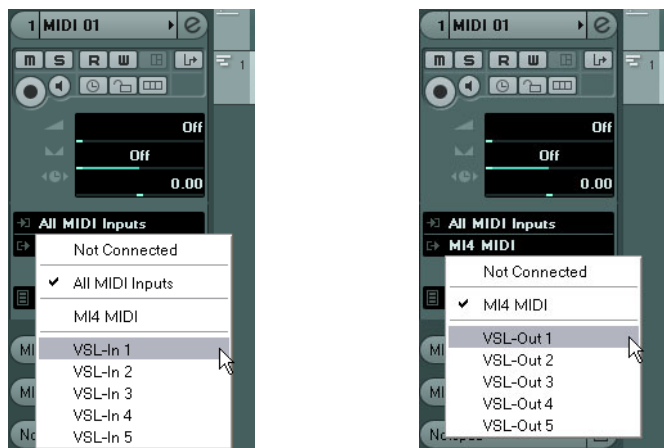 1 MIDI 01
M S R W
Off
Off
0.00
All MIDI Inputs
Not Connected
All MIDI Inputs
MI4 MIDI
VSL-In 1
VSL-In 2
VSL-In 3
VSL-In 4
VSL-In 5
1
1 MIDI 01
M S R W
Off
Off
0.00
All MIDI Inputs
MI4 MIDI
Not Connected
MI4 MIDI
VSL-Out 1
VSL-Out 2
VSL-Out 3
VSL-Out 4
VSL-Out 5
1